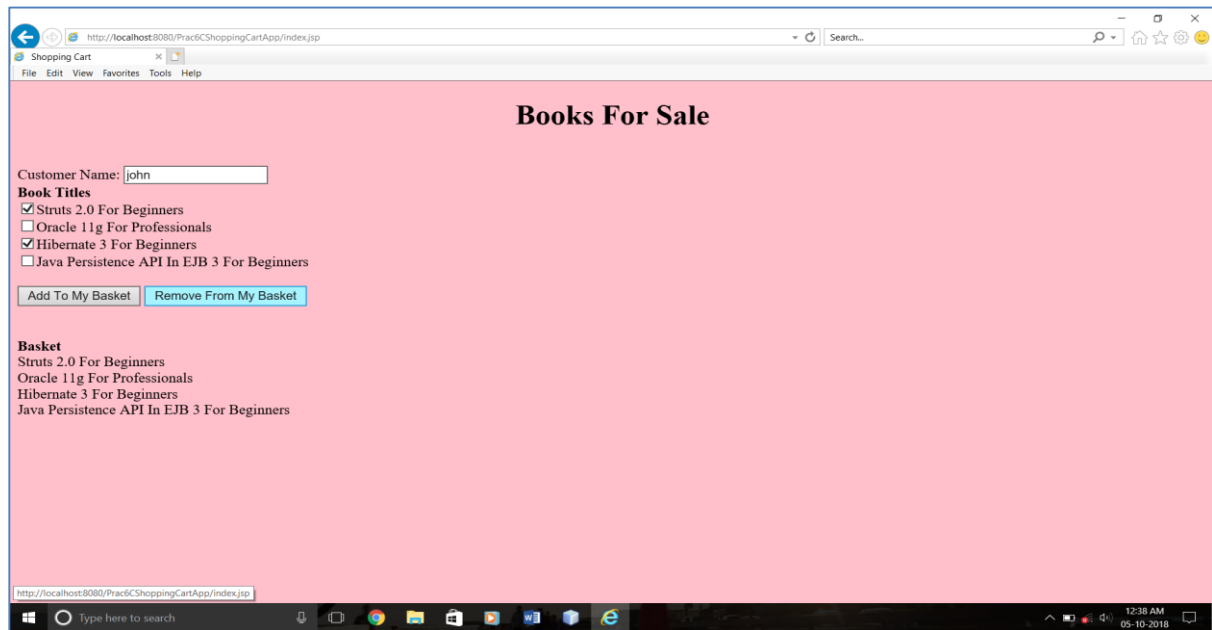 http://localhost:8080/Prac6CShoppingCartApp/index.jsp
Search...
Shopping Cart
File Edit View Favorites Tools Help
Books For Sale
Customer Name: john
Book Titles
Struts 2.0 For Beginners
Oracle 11g For Professionals
Hibernate 3 For Beginners
Java Persistence API In EJB 3 For Beginners
Add To My Basket Remove From My Basket
Basket
Struts 2.0 For Beginners
Oracle 11g For Professionals
Hibernate 3 For Beginners
Java Persistence API In EJB 3 For Beginners
http://localhost:8080/Prac6CShoppingCartApp/index.jsp
Type here to search
12:38 AM
05-10-2018